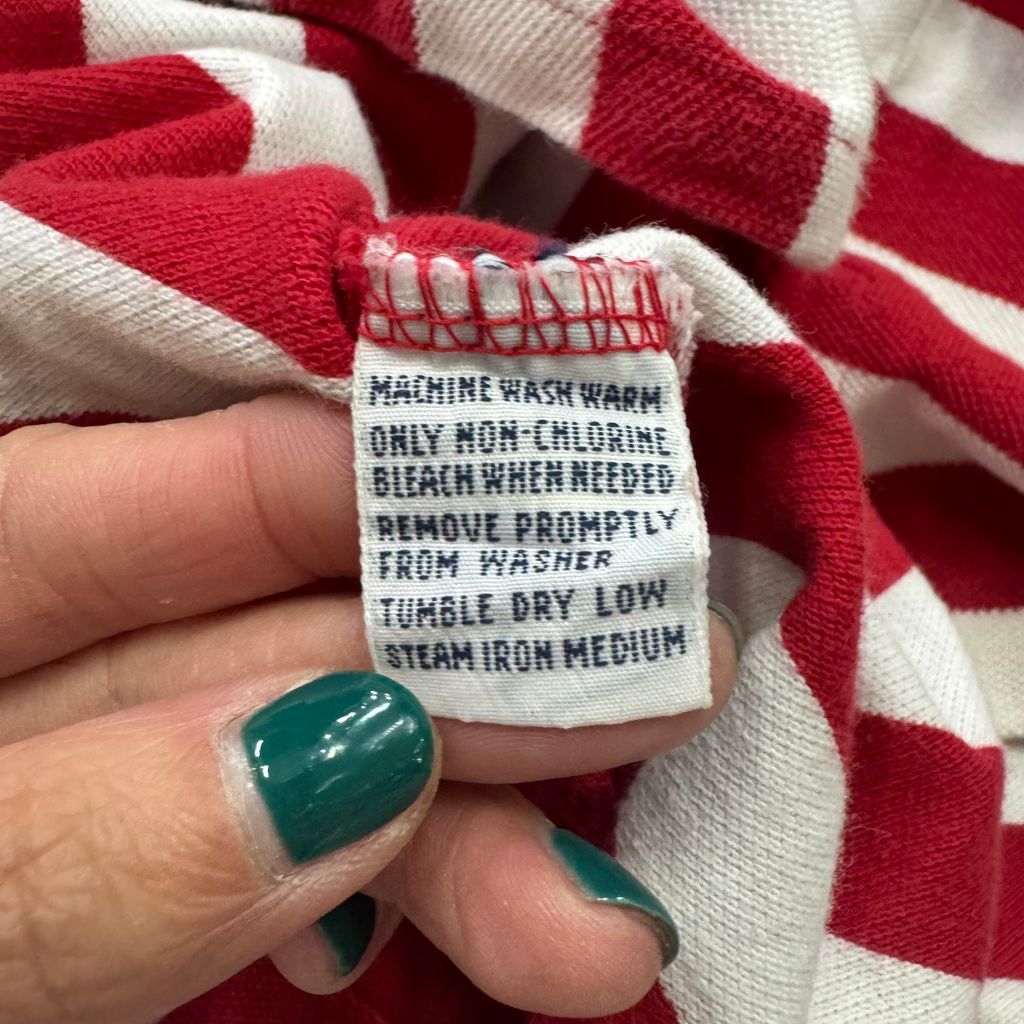 MACHINE WASH WARM
ONLY NON-CHLORINE
BLEACH WHEN NEEDED
REMOVE PROMPTLY
FROM WASHER
TUMBLE DRY LOW
STEAM IRON MEDIUM